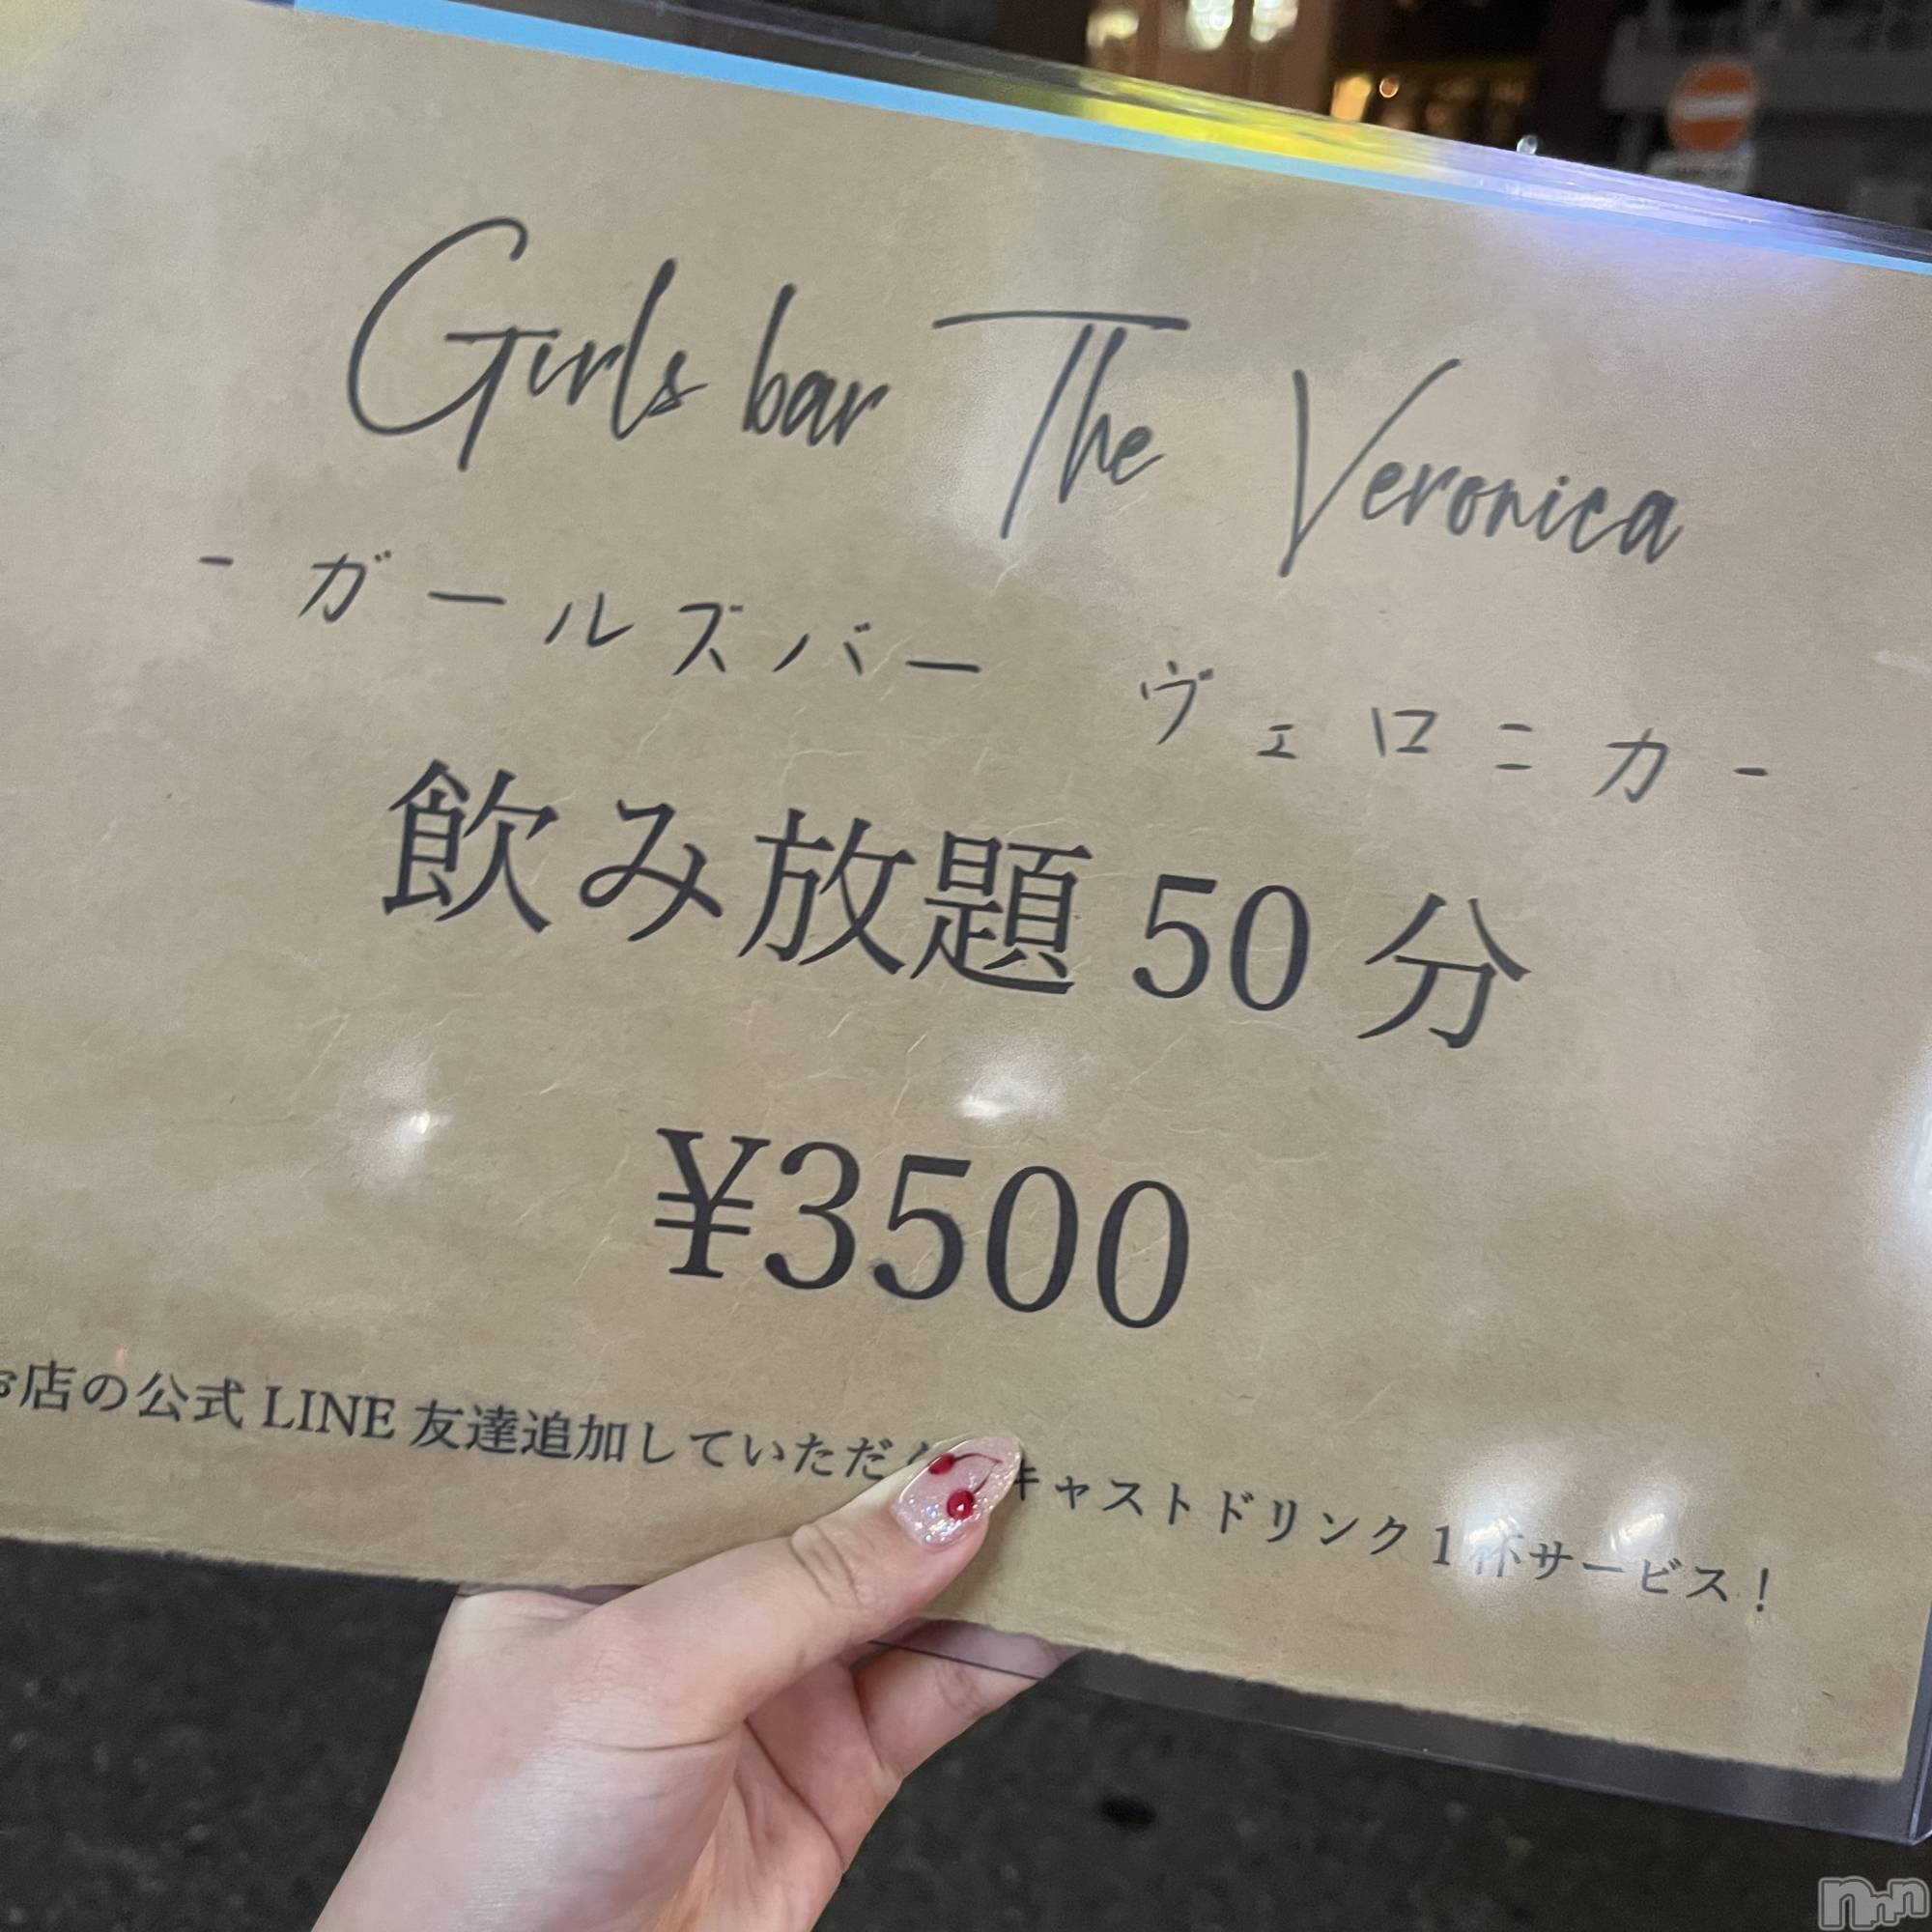 Girls bar The Veronica
- ガールズバー ヴェロニカ -
飲み放題 50 分
¥3500
お店の公式 LINE 友達追加していただ キャストドリンク 1 杯サービス！